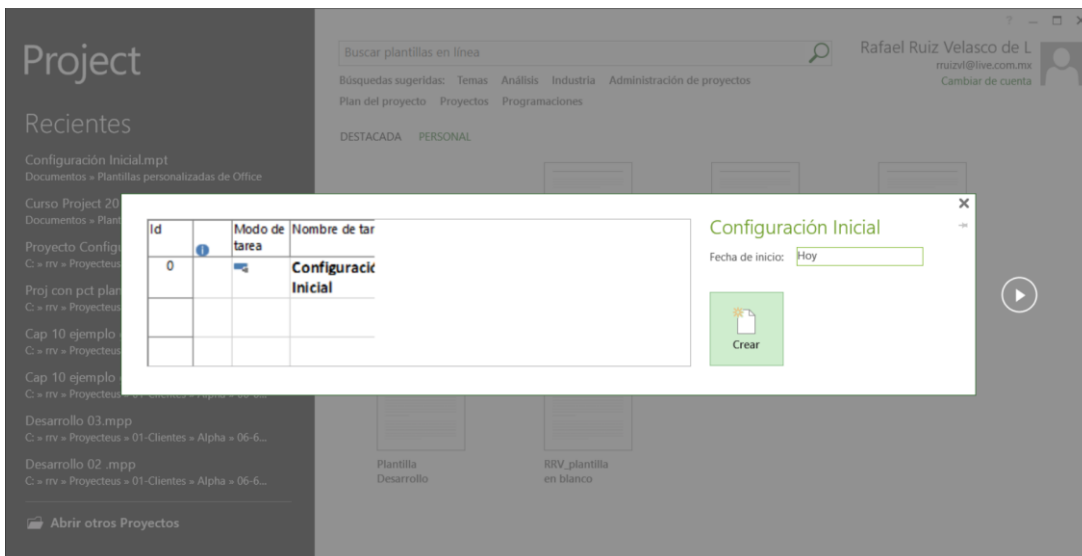 Project
Recientes
Configuración Inicial.mpt
Documentos » Plantillas personalizadas de Office
Curso Project 20
Documentos » Plant
Proyecto Configu
C: » rrv » Proyecteus
Proj con pct plan
C: » rrv » Proyecteus
Cap 10 ejemplo
C: » rrv » Proyecteus
Cap 10 ejemplo
C: » rrv » Proyecteus
Desarrollo 03.mpp
C: » rrv » Proyecteus » 01-Clientes » Alpha » 06-6...
Desarrollo 02 .mpp
C: » rrv » Proyecteus » 01-Clientes » Alpha » 06-6...
Abrir otros Proyectos
Buscar plantillas en línea
Búsquedas sugeridas: Temas Análisis Industria Administración de proyectos
Plan del proyecto Proyectos Programaciones
DESTACADA PERSONAL
Rafael Ruiz Velasco de L
rruizvl@live.com.mx
Cambiar de cuenta
Id Modo de tarea Nombre de tar
0 Configuració
Inicial
Configuración Inicial
Fecha de inicio: Hoy
Crear
Plantilla
Desarrollo
RRV_plantilla
en blanco